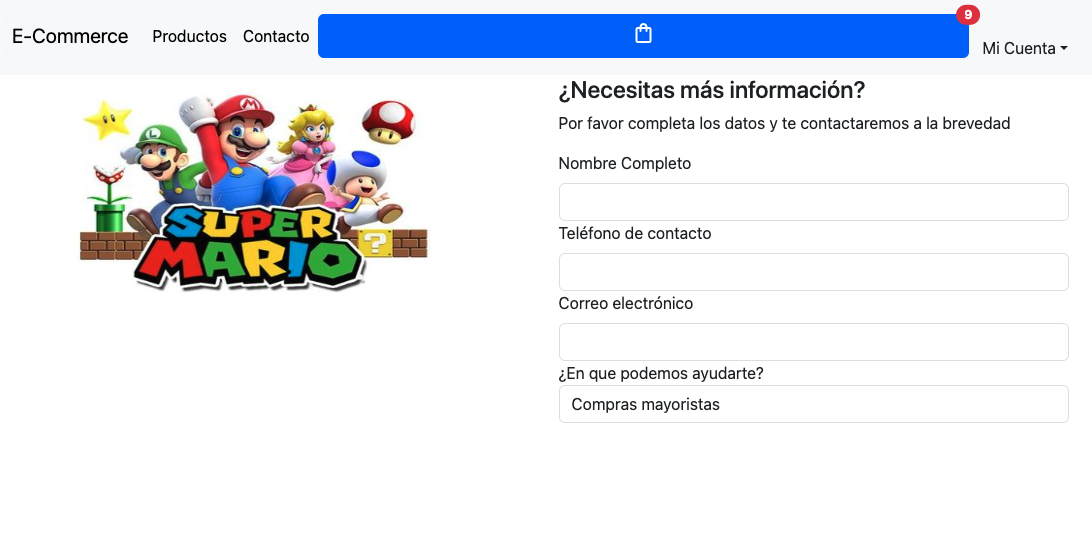 E-Commerce Productos Contacto 9 Mi Cuenta
L
M
SUPER
MARIO
?
¿Necesitas más información?
Por favor completa los datos y te contactaremos a la brevedad
Nombre Completo
Teléfono de contacto
Correo electrónico
¿En que podemos ayudarte?
Compras mayoristas